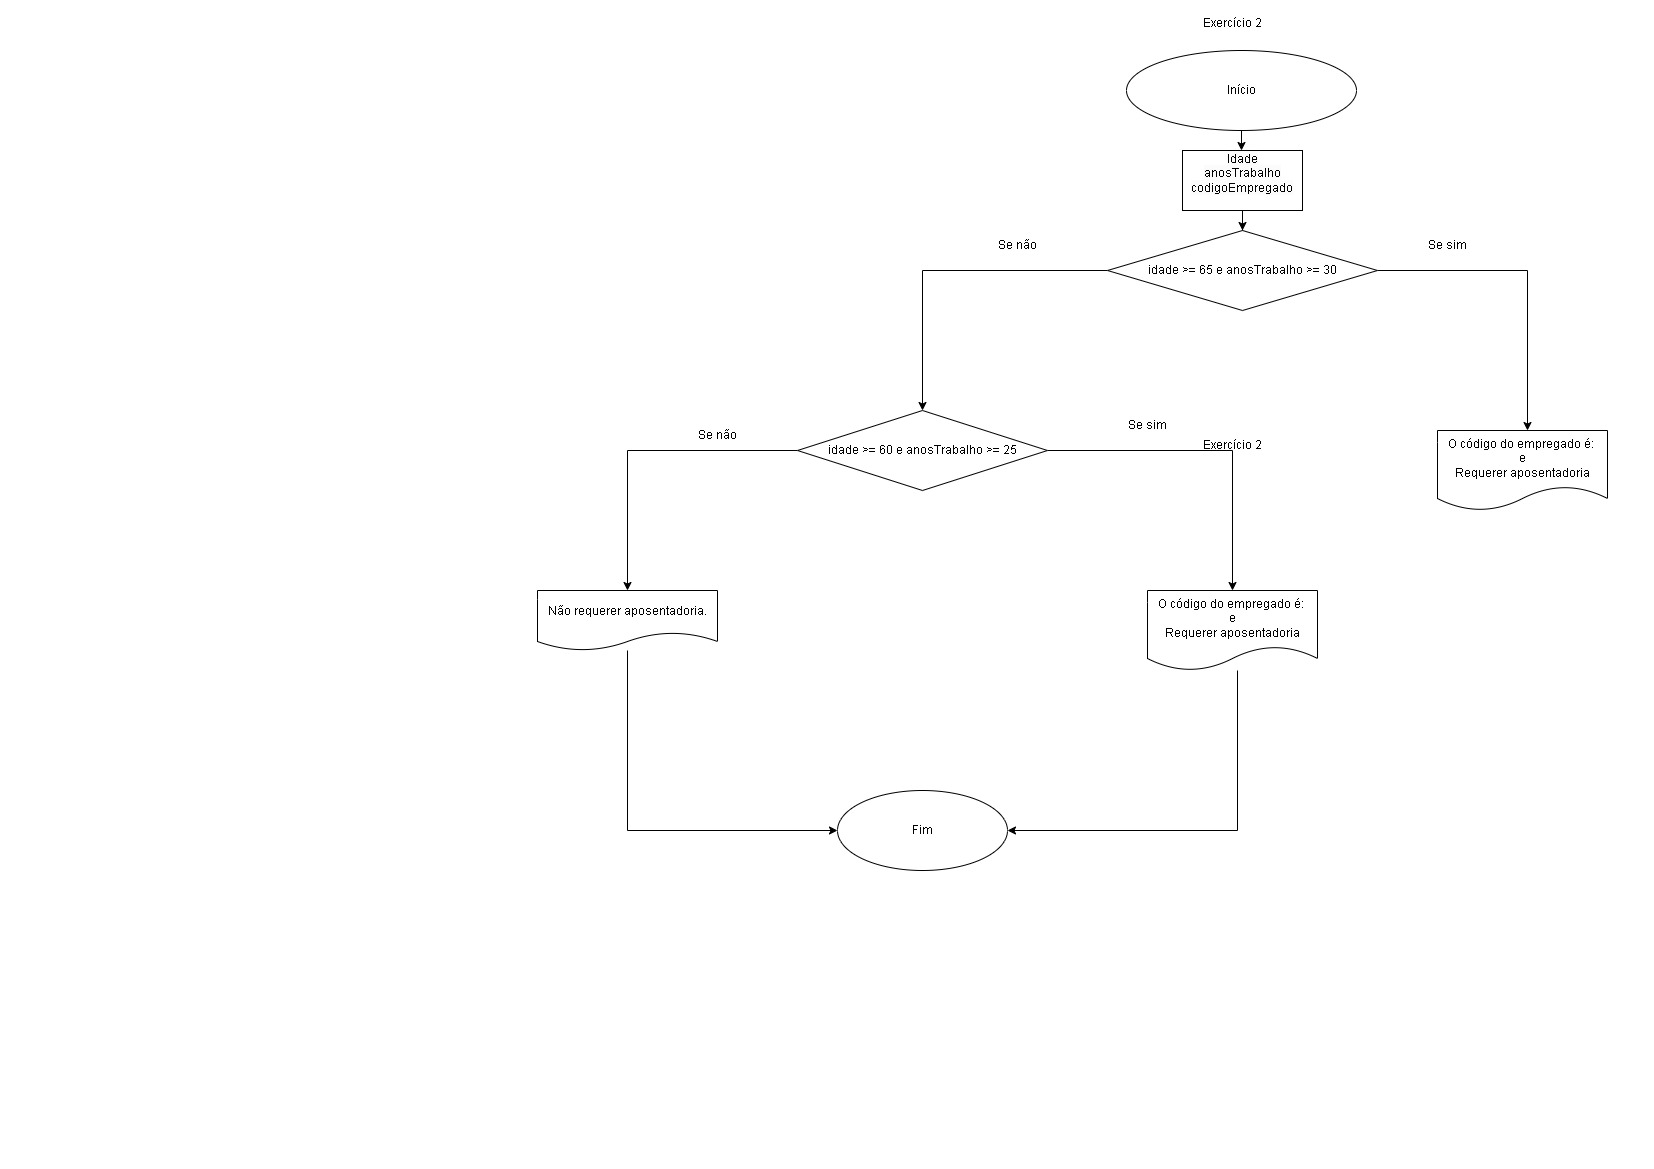 Exercício 2
Início
Idade
anosTrabalho
codigoEmpregado
Se não
Se sim
idade >= 65 e anosTrabalho >= 30
Se não
Se sim
Exercício 2
idade >= 60 e anosTrabalho >= 25
O código do empregado é:
e
Requerer aposentadoria
Não requerer aposentadoria.
O código do empregado é:
e
Requerer aposentadoria
Fim